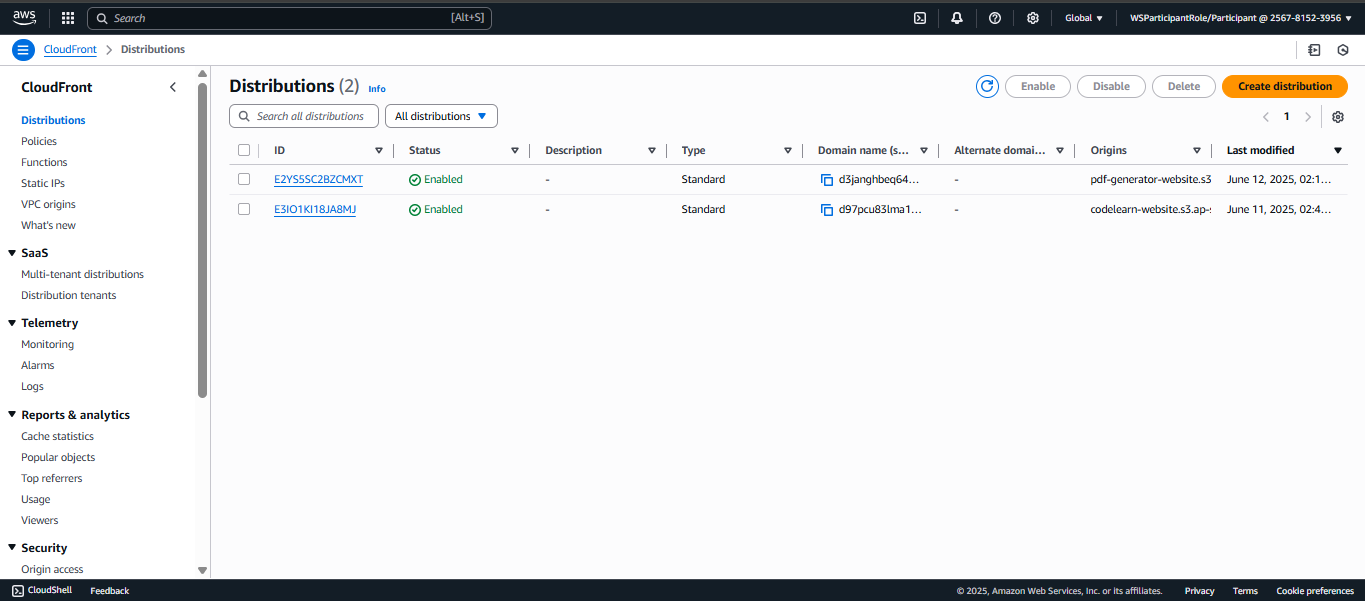 aws Search [Alt+S] Global WSParticipantRole/Participant @ 2567-8152-3956
CloudFront Distributions
CloudFront
Distributions
Policies
Functions
Static IPs
VPC origins
What's new
SaaS
Multi-tenant distributions
Distribution tenants
Telemetry
Monitoring
Alarms
Logs
Reports & analytics
Cache statistics
Popular objects
Top referrers
Usage
Viewers
Security
Origin access
Distributions (2) Info
Enable Disable Delete Create distribution
Search all distributions All distributions 1
ID Status Description Type Domain name (s... Alternate domai... Origins Last modified
E2YS5SC2BZCMXT Enabled - Standard d3janghbeq64... - pdf-generator-website.s3 June 12, 2025, 02:1...
E3IO1KI18JA8MJ Enabled - Standard d97pcu83lma1... - codelearn-website.s3.ap-s June 11, 2025, 02:4...
CloudShell Feedback © 2025, Amazon Web Services, Inc. or its affiliates. Privacy Terms Cookie preferences